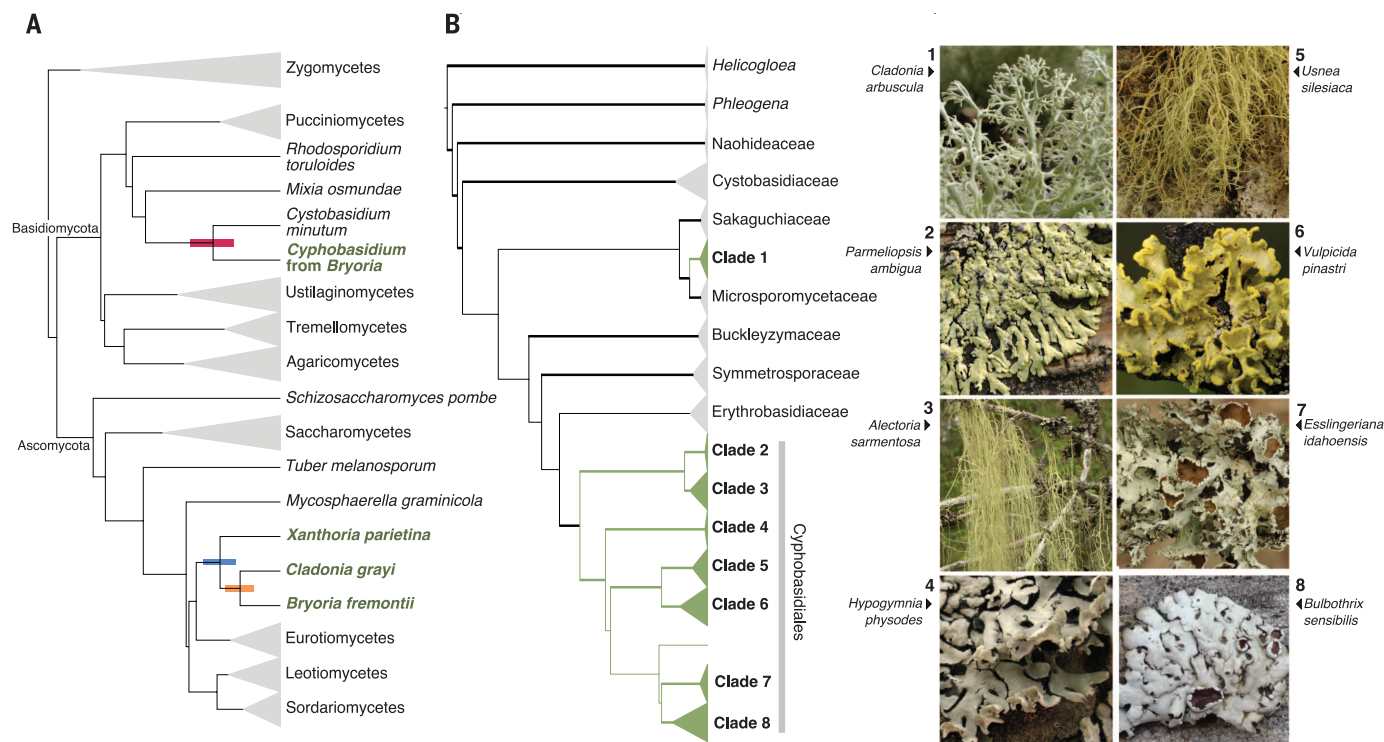 A
Zygomycetes
Pucciniomycetes
Rhodosporidium
toruloides
Mixia osmundae
Basidiomycota
Cystobasidium
minutum
Cyphobasidium
from Bryoria
Ustilaginomycetes
Tremellomycetes
Agaricomycetes
Schizosaccharomyces pombe
Ascomycota
Saccharomycetes
Tuber melanosporum
Mycosphaerella graminicola
Xanthoria parietina
Cladonia grayi
Bryoria fremontii
Eurotiomycetes
Leotiomycetes
Sordariomycetes
B
Helicogloea
Phleogena
Naohideaceae
Cystobasidiaceae
Sakaguchiaceae
Clade 1
Microsporomycetaceae
Buckleyzymaceae
Symmetrosporaceae
Erythrobasidiaceae
Clade 2
Clade 3
Clade 4
Clade 5
Clade 6
Clade 7
Clade 8
Cyphobasidiales
1
Cladonia
arbuscula
2
Parmeliopsis
ambigua
3
Alectoria
sarmentosa
4
Hypogymnia
physodes
5
Usnea
silesiaca
6
Vulpicida
pinastri
7
Esslingeriana
idahoensis
8
Bulbothrix
sensibilis